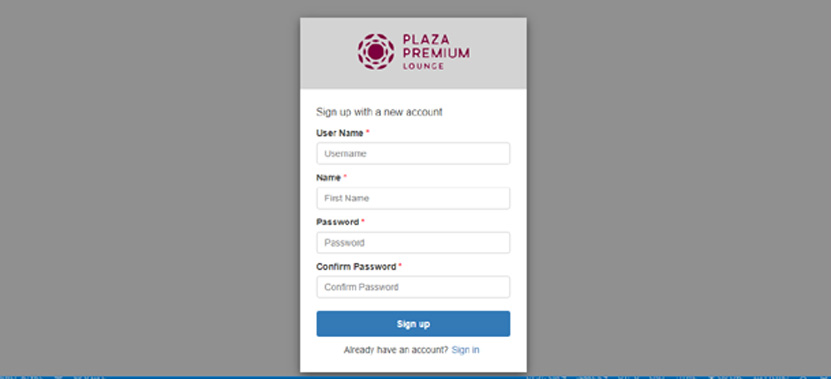 PLAZA
PREMIUM
LOUNGE
Sign up with a new account
User Name *
Username
Name *
First Name
Password *
Password
Confirm Password *
Confirm Password
Sign up
Already have an account? Sign in